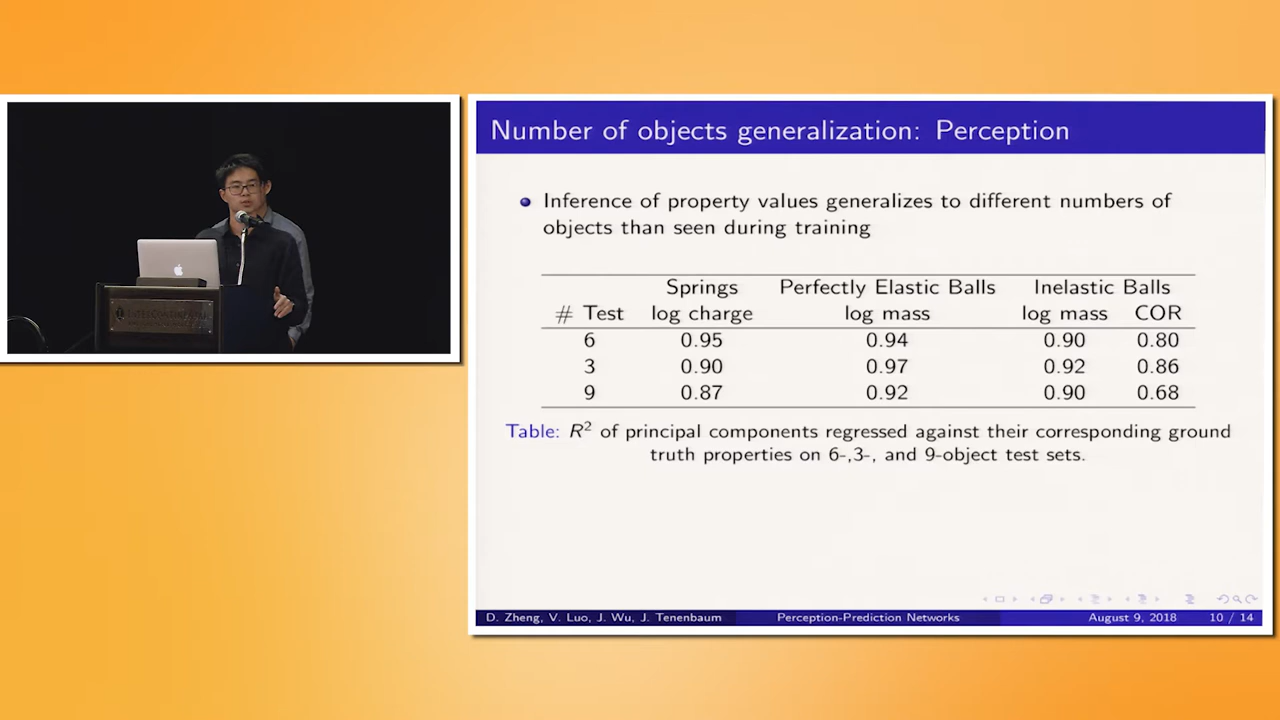 Number of objects generalization: Perception
Inference of property values generalizes to different numbers of
objects than seen during training
Springs Perfectly Elastic Balls Inelastic Balls
# Test log charge log mass log mass COR
6 0.95 0.94 0.90 0.80
3 0.90 0.97 0.92 0.86
9 0.87 0.92 0.90 0.68
Table: R² of principal components regressed against their corresponding ground
truth properties on 6-,3-, and 9-object test sets.
D. Zheng, V. Luo, J. Wu, J. Tenenbaum Perception-Prediction Networks August 9, 2018 10 / 14